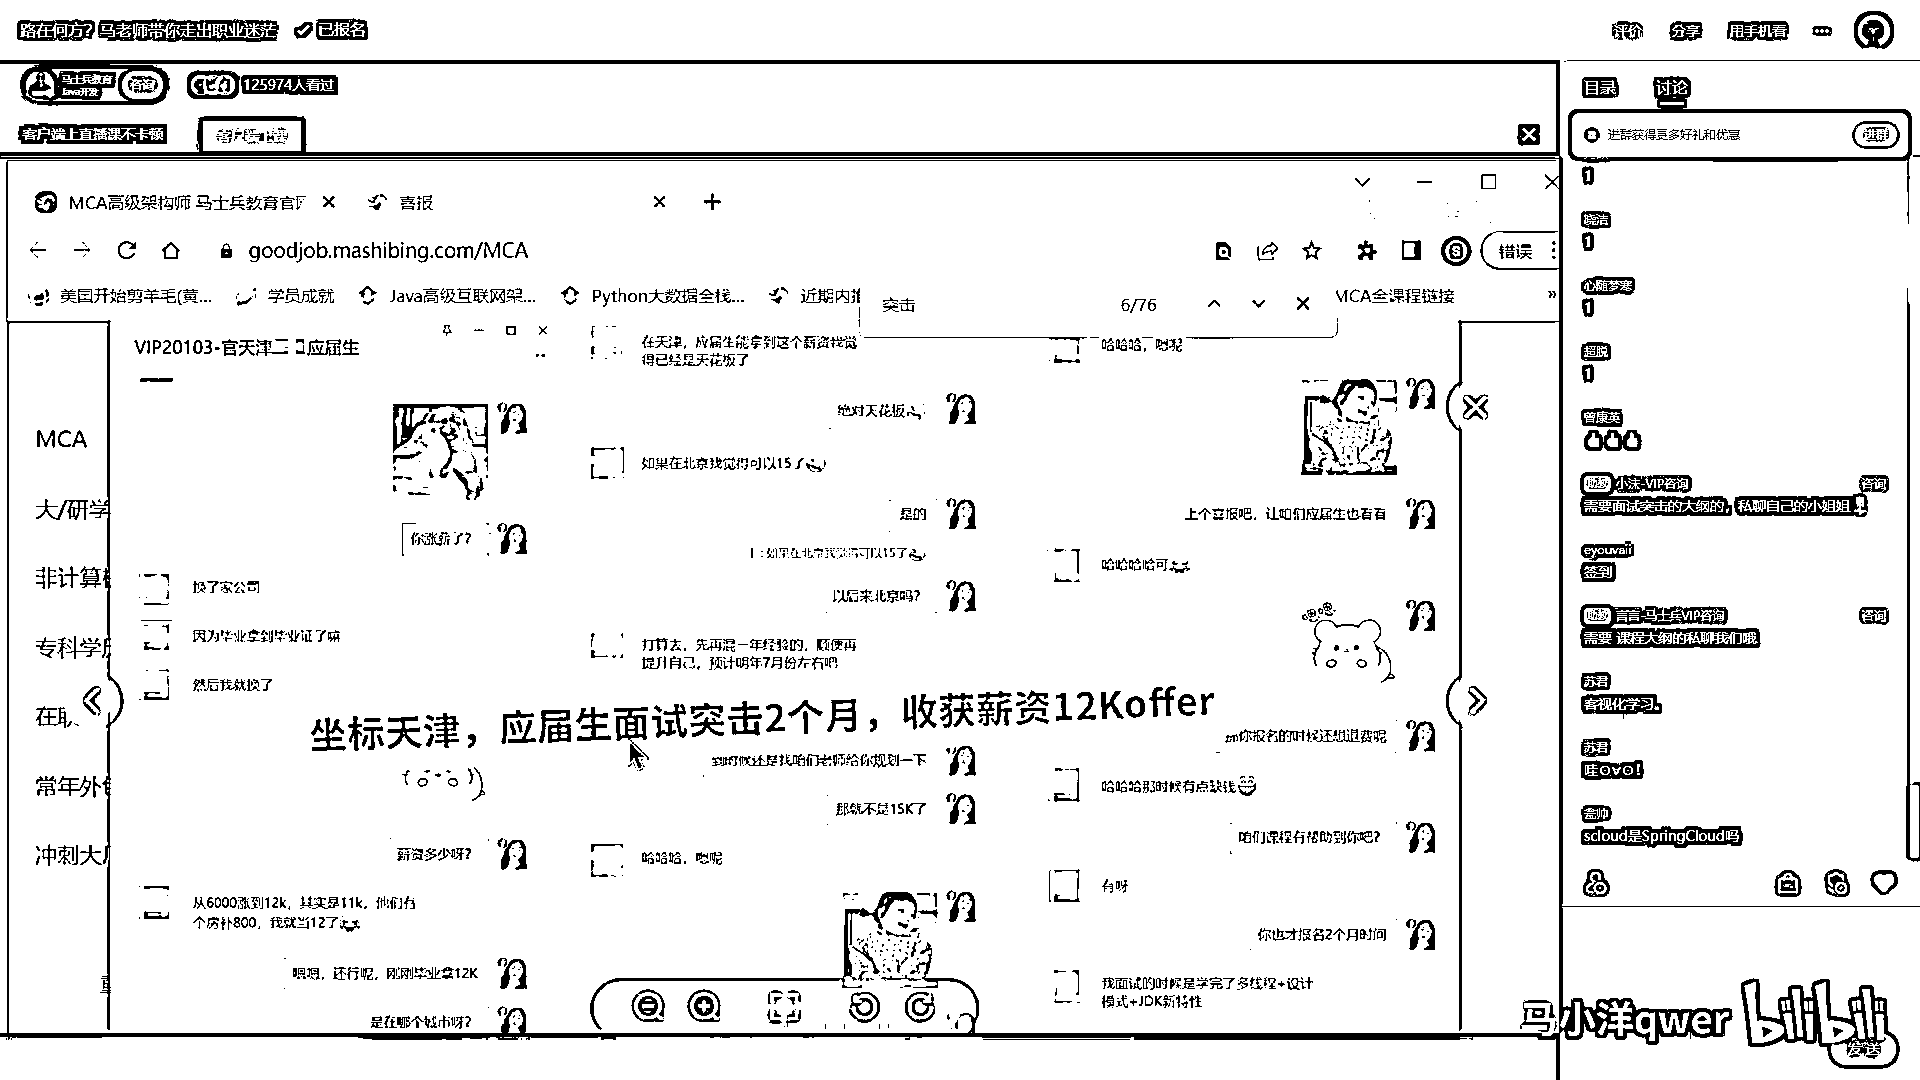 路在何方？马老师带你走出职业迷茫
已报名
评价
分享
用手机看
马士兵教育
Java开发
咨询
125974人看过
客户端上直播课不卡顿
目录
讨论
进群获得更多好礼和优惠
进群
MCA高级架构师 马士兵教育官网
喜报
goodjob.mashibing.com/MCA
错误
美国开始剪羊毛(黄...
学员成就
Java高级互联网架...
Python大数据全栈...
近期内推
突击
6/76
MCA全课程链接
MCA
大/研学
非计算机
专科学历
在职
常年外包
冲刺大厂
VIP20103-官天津
应届生
你涨薪了？
换了家公司
因为毕业拿到毕业证了嘛
然后我就换了
薪资多少呀？
从6000涨到12k，其实是11k，他们有
个房补800，我就当12了
嗯嗯，还行呢，刚刚毕业拿12K
是在哪个城市呀？
在天津，应届生能拿到这个薪资我觉
得已经是天花板了
绝对天花板
如果在北京我觉得可以15了
是的
如果在北京我觉得可以15了
以后来北京吗？
打算去，先再混一年经验的，顺便再
提升自己，预计明年7月份左右吧
坐标天津，应届生面试突击2个月，收获薪资12Koffer
到时候还是找咱们老师给你规划一下
那就不是15K了
哈哈哈，嗯呢
哈哈哈，嗯呢
上个喜报吧，让咱们应届生也看看
哈哈哈哈可
你报名的时候还想退费呢
哈哈哈那时候有点缺钱
咱们课程有帮助到你吧？
有呀
你也才报名2个月时间
我面试的时候是学完了多线程+设计
模式+JDK新特性
1
晓洁
1
心随梦寒
1
超脱
1
曾康英
小沫-VIP咨询
咨询
需要面试突击的大纲的，私聊自己的小姐姐
eyouvaii
签到
言言-马士兵VIP咨询
咨询
需要 课程大纲的私聊我们哦
苏君
客视化学习。
苏君
哇OvO！
scloud是SpringCloud吗
马小洋qwer
bilibili
发送